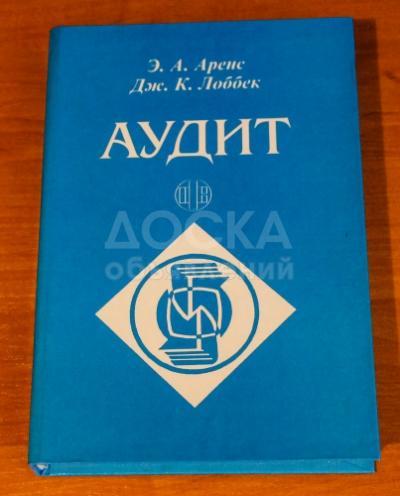 Э. А. Аренс
Дж. К. Лоббек
АУДИТ
ДОСКА
объявлений